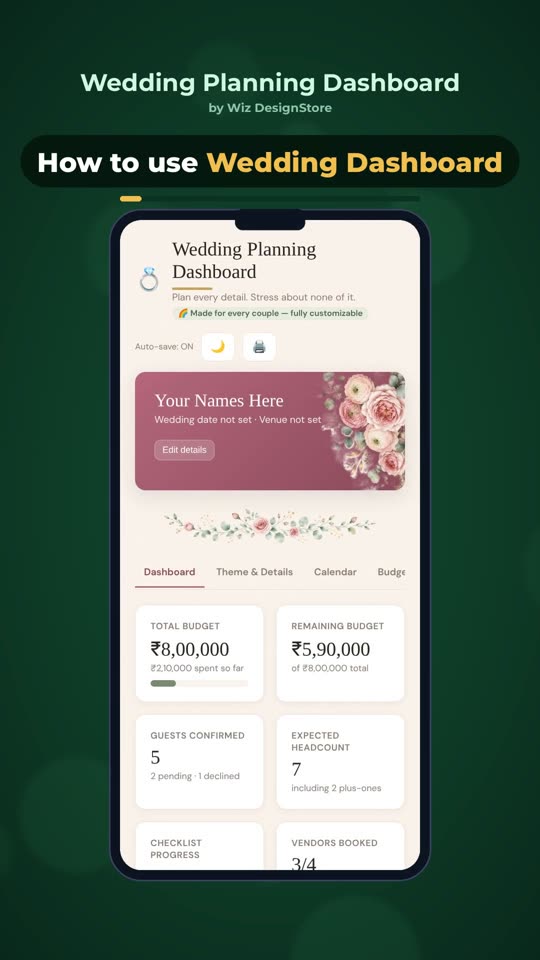 Wedding Planning Dashboard
by Wiz DesignStore
How to use Wedding Dashboard
Wedding Planning
Dashboard
Plan every detail. Stress about none of it.
🌈 Made for every couple — fully customizable
Auto-save: ON
Your Names Here
Wedding date not set · Venue not set
Edit details
Dashboard Theme & Details Calendar Budge
TOTAL BUDGET
₹8,00,000
₹2,10,000 spent so far
REMAINING BUDGET
₹5,90,000
of ₹8,00,000 total
GUESTS CONFIRMED
5
2 pending · 1 declined
EXPECTED
HEADCOUNT
7
including 2 plus-ones
CHECKLIST
PROGRESS
VENDORS BOOKED
3/4